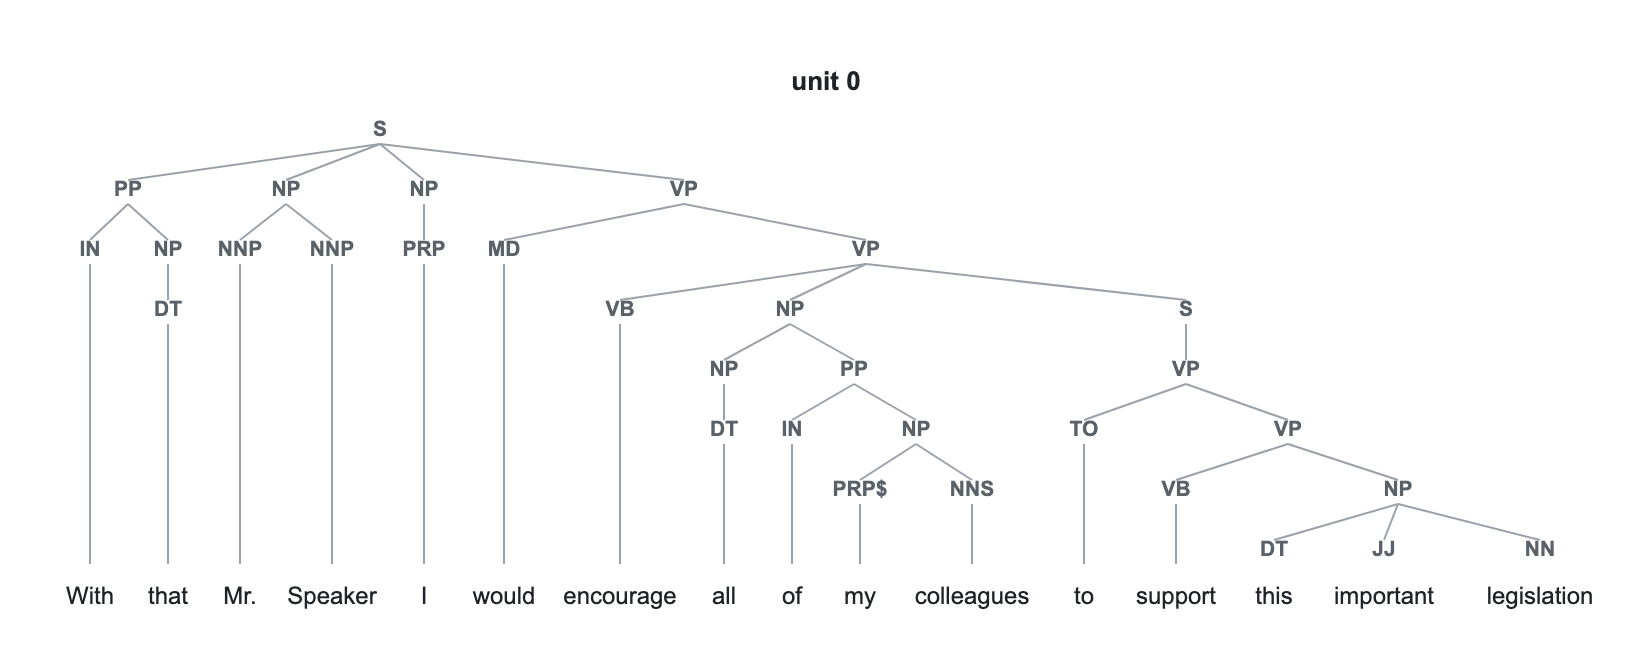 unit 0
S
PP NP NP VP
IN NP NNP NNP PRP MD VP
DT VB NP S
NP PP VP
DT IN NP TO VP
PRP$ NNS VB NP
DT JJ NN
With that Mr. Speaker I would encourage all of my colleagues to support this important legislation